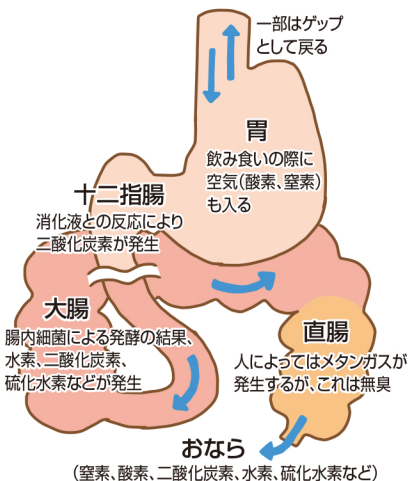 一部はゲップ
として戻る
胃
飲み食いの際に
空気(酸素、窒素)
も入る
十二指腸
消化液との反応により
二酸化炭素が発生
大腸
腸内細菌による発酵の結果、
水素、二酸化炭素、
硫化水素などが発生
直腸
人によってはメタンガスが
発生するが、これは無臭
おなら
(窒素、酸素、二酸化炭素、水素、硫化水素など)